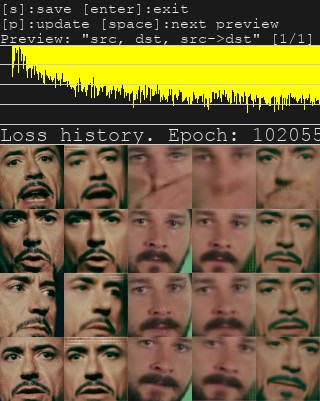 [s]:save [enter]:exit
[p]:update [space]:next preview
Preview: "src, dst, src->dst" [1/1]
Loss history. Epoch: 102055